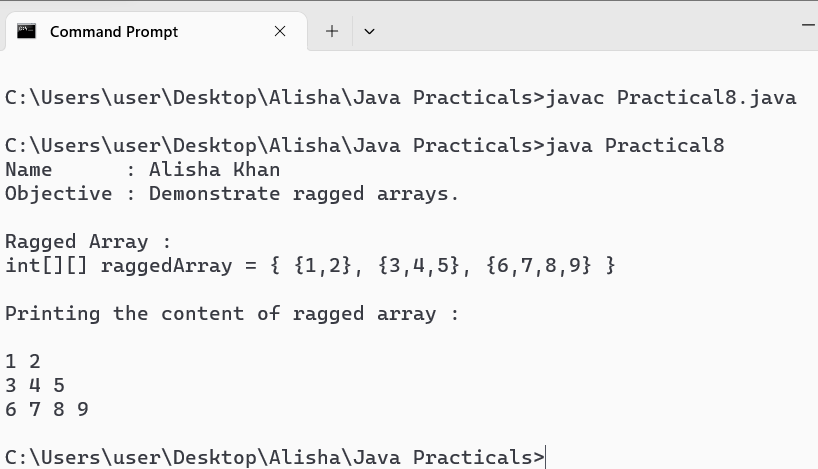 Command Prompt
C:\Users\user\Desktop\Alisha\Java Practicals>javac Practical8.java
C:\Users\user\Desktop\Alisha\Java Practicals>java Practical8
Name      : Alisha Khan
Objective : Demonstrate ragged arrays.
Ragged Array :
int[][] raggedArray = { {1,2}, {3,4,5}, {6,7,8,9} }
Printing the content of ragged array :
1 2
3 4 5
6 7 8 9
C:\Users\user\Desktop\Alisha\Java Practicals>